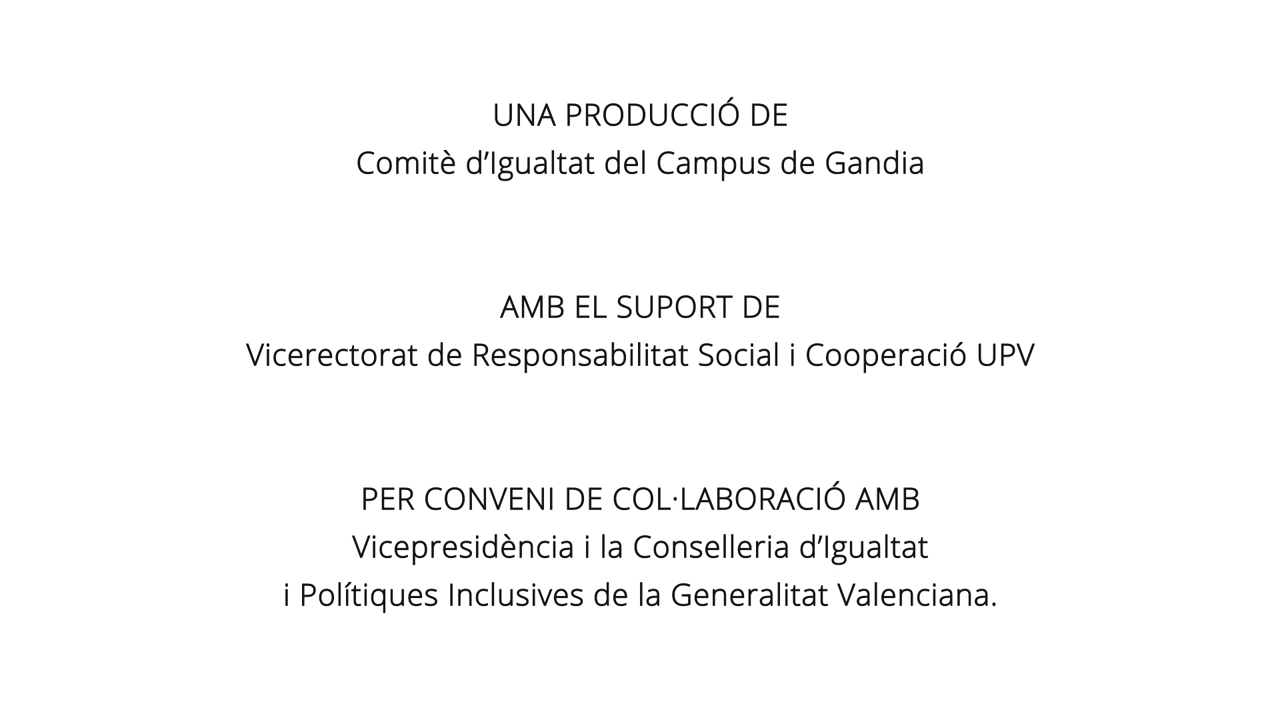 UNA PRODUCCIÓ DE
Comitè d’Igualtat del Campus de Gandia
AMB EL SUPORT DE
Vicerectorat de Responsabilitat Social i Cooperació UPV
PER CONVENI DE COL·LABORACIÓ AMB
Vicepresidència i la Conselleria d’Igualtat
i Polítiques Inclusives de la Generalitat Valenciana.